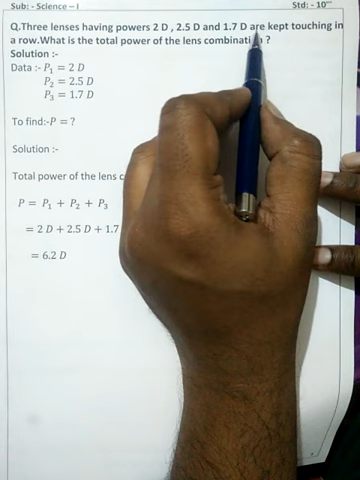 Sub: - Science – I Std: - 10
Q.Three lenses having powers 2 D , 2.5 D and 1.7 D are kept touching in
a row.What is the total power of the lens combinati ?
Solution :-
Data :- P₁ = 2 D
P₂ = 2.5 D
P₃ = 1.7 D
To find:-P = ?
Solution :-
Total power of the lens
P = P₁ + P₂ + P₃
= 2 D + 2.5 D + 1.7
= 6.2 D